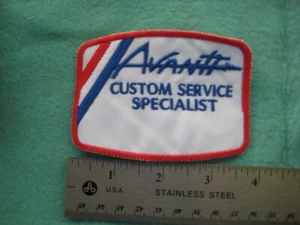 AVANTI
CUSTOM SERVICE
SPECIALIST
1 2 3 4
U.S.A. STAINLESS STEEL